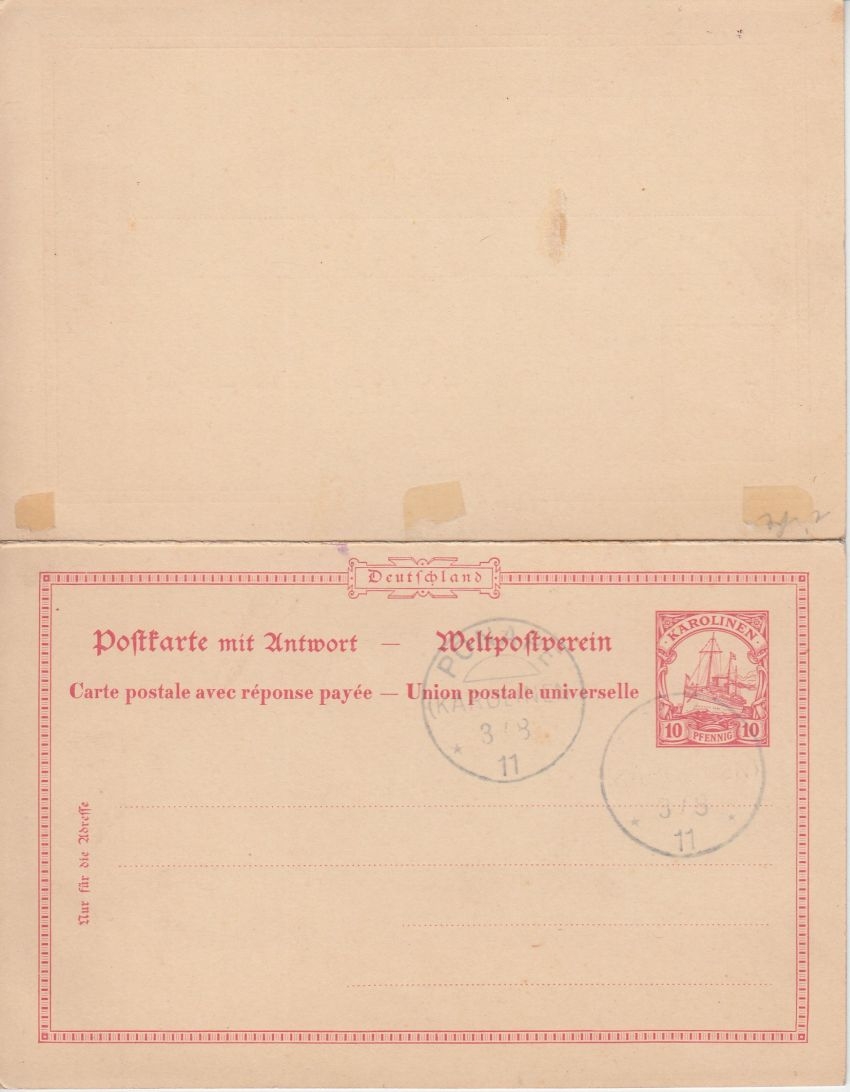 Deutſchland
Poſtkarte mit Antwort — Weltpoſtverein
Carte postale avec réponse payée — Union postale universelle
KAROLINEN
10 PFENNIG 10
(KAROLINEN)
3/8
11
3/8
11
Nur für die Adreſſe